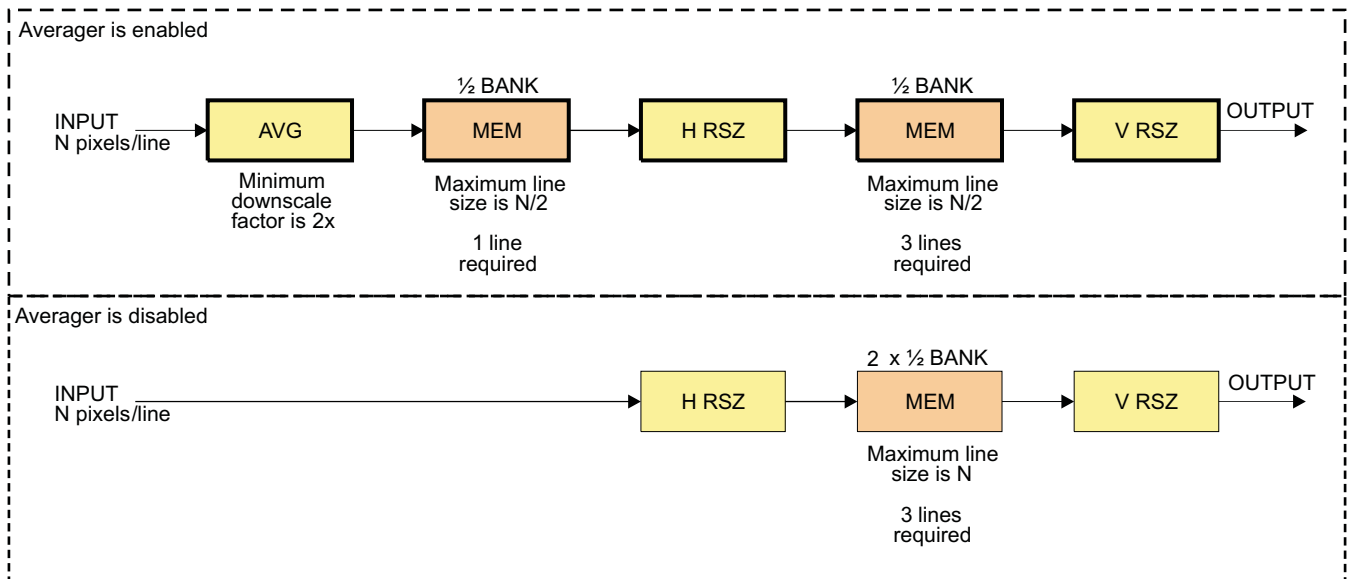 Averager is enabled
½ BANK
½ BANK
INPUT
N pixels/line
AVG
MEM
H RSZ
MEM
V RSZ
OUTPUT
Minimum
downscale
factor is 2x
Maximum line
size is N/2
1 line
required
Maximum line
size is N/2
3 lines
required
Averager is disabled
2 x ½ BANK
INPUT
N pixels/line
H RSZ
MEM
V RSZ
OUTPUT
Maximum line
size is N
3 lines
required